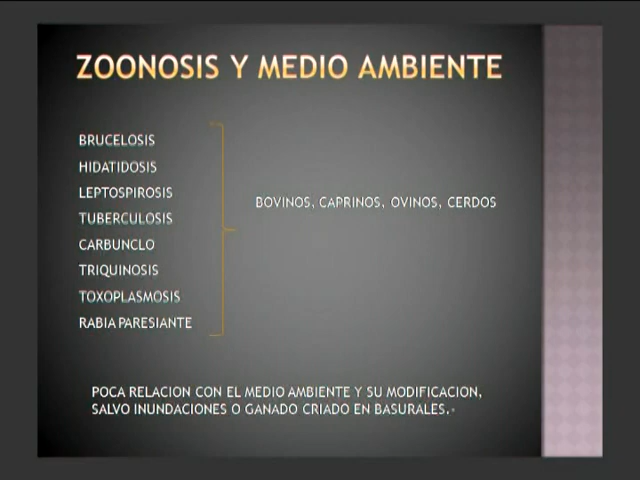 ZOONOSIS Y MEDIO AMBIENTE
BRUCELOSIS
HIDATIDOSIS
LEPTOSPIROSIS
TUBERCULOSIS
CARBUNCLO
TRIQUINOSIS
TOXOPLASMOSIS
RABIA PARESIANTE
BOVINOS, CAPRINOS, OVINOS, CERDOS
POCA RELACION CON EL MEDIO AMBIENTE Y SU MODIFICACION,
SALVO INUNDACIONES O GANADO CRIADO EN BASURALES.